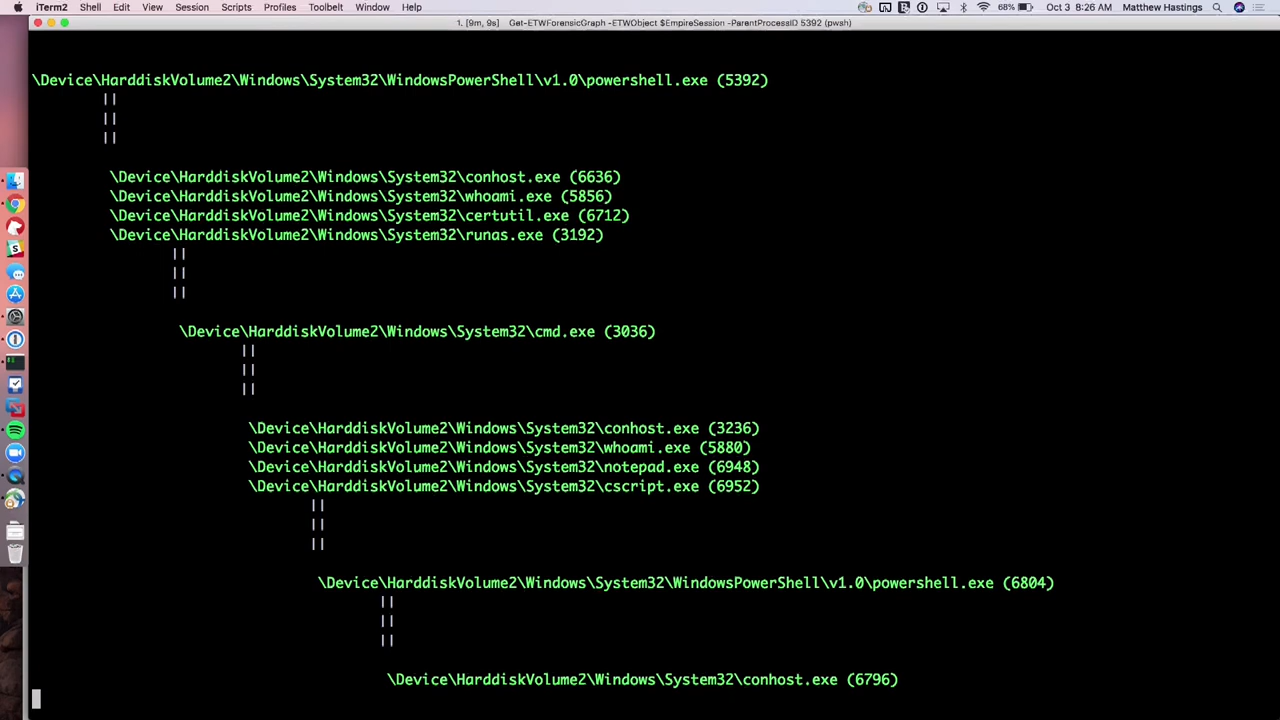 iTerm2 Shell Edit View Session Scripts Profiles Toolbelt Window Help 68% Oct 3 8:26 AM Matthew Hastings
1. [9m, 9s] Get-ETWForensicGraph -ETWObject $EmpireSession -ParentProcessID 5392 (pwsh)
\Device\HarddiskVolume2\Windows\System32\WindowsPowerShell\v1.0\powershell.exe (5392)
||
||
||
\Device\HarddiskVolume2\Windows\System32\conhost.exe (6636)
\Device\HarddiskVolume2\Windows\System32\whoami.exe (5856)
\Device\HarddiskVolume2\Windows\System32\certutil.exe (6712)
\Device\HarddiskVolume2\Windows\System32\runas.exe (3192)
||
||
||
\Device\HarddiskVolume2\Windows\System32\cmd.exe (3036)
||
||
||
\Device\HarddiskVolume2\Windows\System32\conhost.exe (3236)
\Device\HarddiskVolume2\Windows\System32\whoami.exe (5880)
\Device\HarddiskVolume2\Windows\System32\notepad.exe (6948)
\Device\HarddiskVolume2\Windows\System32\cscript.exe (6952)
||
||
||
\Device\HarddiskVolume2\Windows\System32\WindowsPowerShell\v1.0\powershell.exe (6804)
||
||
||
\Device\HarddiskVolume2\Windows\System32\conhost.exe (6796)